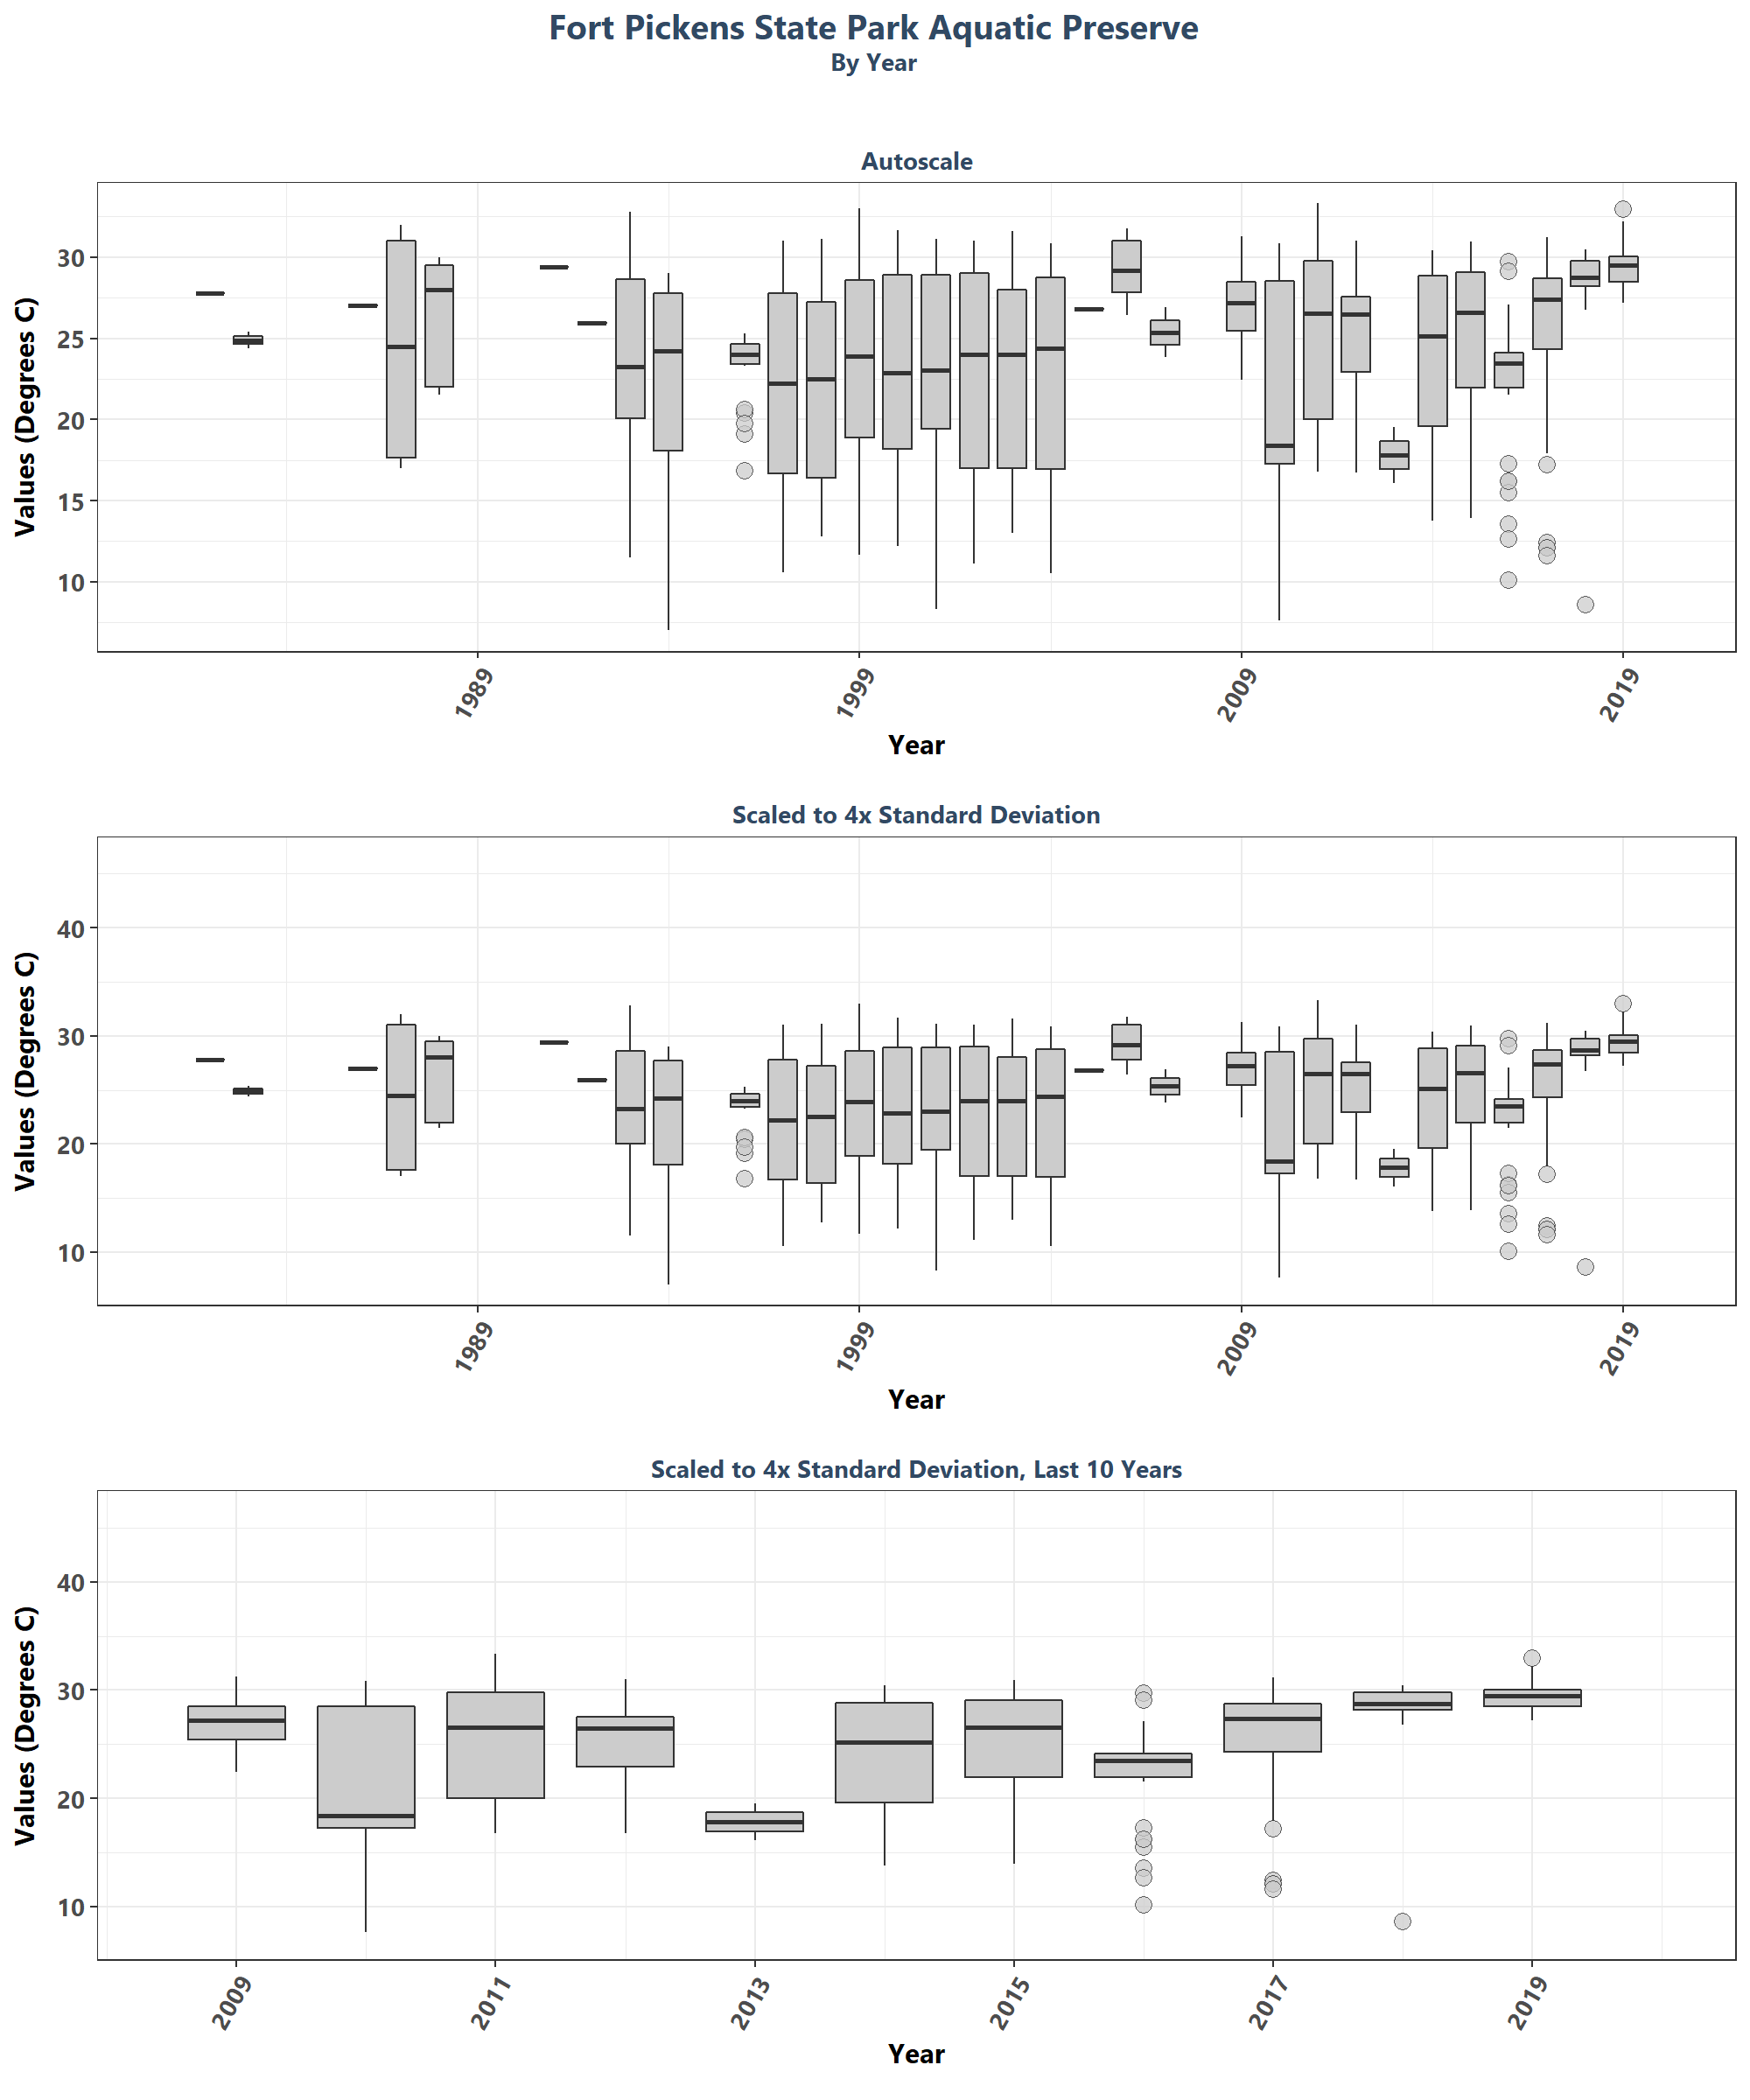 Fort Pickens State Park Aquatic Preserve
By Year
Autoscale
Values (Degrees C)
30
25
20
15
10
1989
1999
2009
2019
Year
Scaled to 4x Standard Deviation
Values (Degrees C)
40
30
20
10
1989
1999
2009
2019
Year
Scaled to 4x Standard Deviation, Last 10 Years
Values (Degrees C)
40
30
20
10
2009
2011
2013
2015
2017
2019
Year